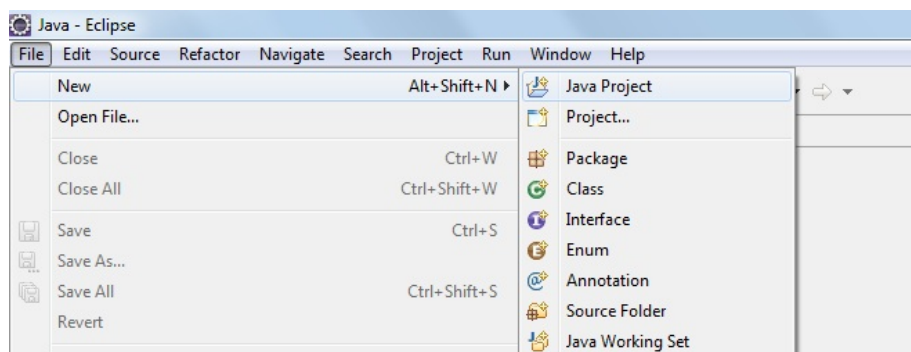 Java - Eclipse
File Edit Source Refactor Navigate Search Project Run Window Help
New Alt+Shift+N
Open File...
Close Ctrl+W
Close All Ctrl+Shift+W
Save Ctrl+S
Save As...
Save All Ctrl+Shift+S
Revert
Java Project
Project...
Package
Class
Interface
Enum
Annotation
Source Folder
Java Working Set